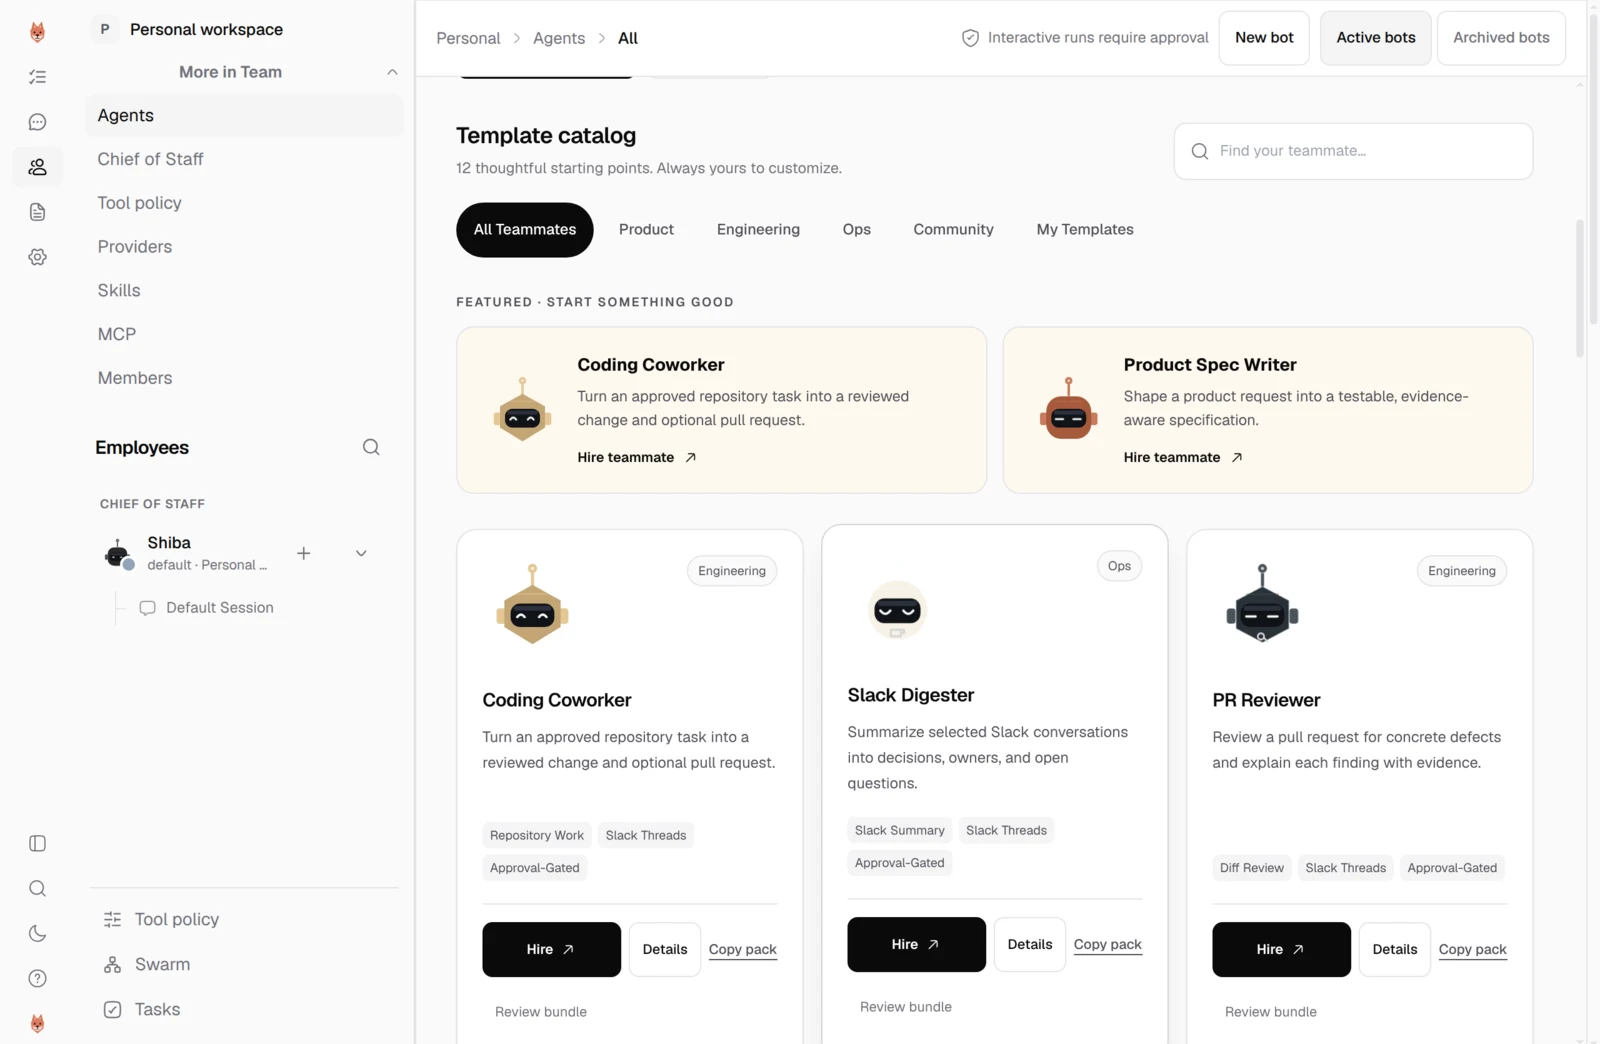 P Personal workspace
More in Team
Agents
Chief of Staff
Tool policy
Providers
Skills
MCP
Members
Employees
CHIEF OF STAFF
Shiba
default · Personal ...
Default Session
Tool policy
Swarm
Tasks
Personal > Agents > All
Interactive runs require approval
New bot
Active bots
Archived bots
Template catalog
12 thoughtful starting points. Always yours to customize.
Find your teammate...
All Teammates
Product
Engineering
Ops
Community
My Templates
FEATURED · START SOMETHING GOOD
Coding Coworker
Turn an approved repository task into a reviewed
change and optional pull request.
Hire teammate
Product Spec Writer
Shape a product request into a testable, evidence-
aware specification.
Hire teammate
Engineering
Coding Coworker
Turn an approved repository task into a
reviewed change and optional pull request.
Repository Work
Slack Threads
Approval-Gated
Hire
Details
Copy pack
Review bundle
Ops
Slack Digester
Summarize selected Slack conversations
into decisions, owners, and open
questions.
Slack Summary
Slack Threads
Approval-Gated
Hire
Details
Copy pack
Review bundle
Engineering
PR Reviewer
Review a pull request for concrete defects
and explain each finding with evidence.
Diff Review
Slack Threads
Approval-Gated
Hire
Details
Copy pack
Review bundle